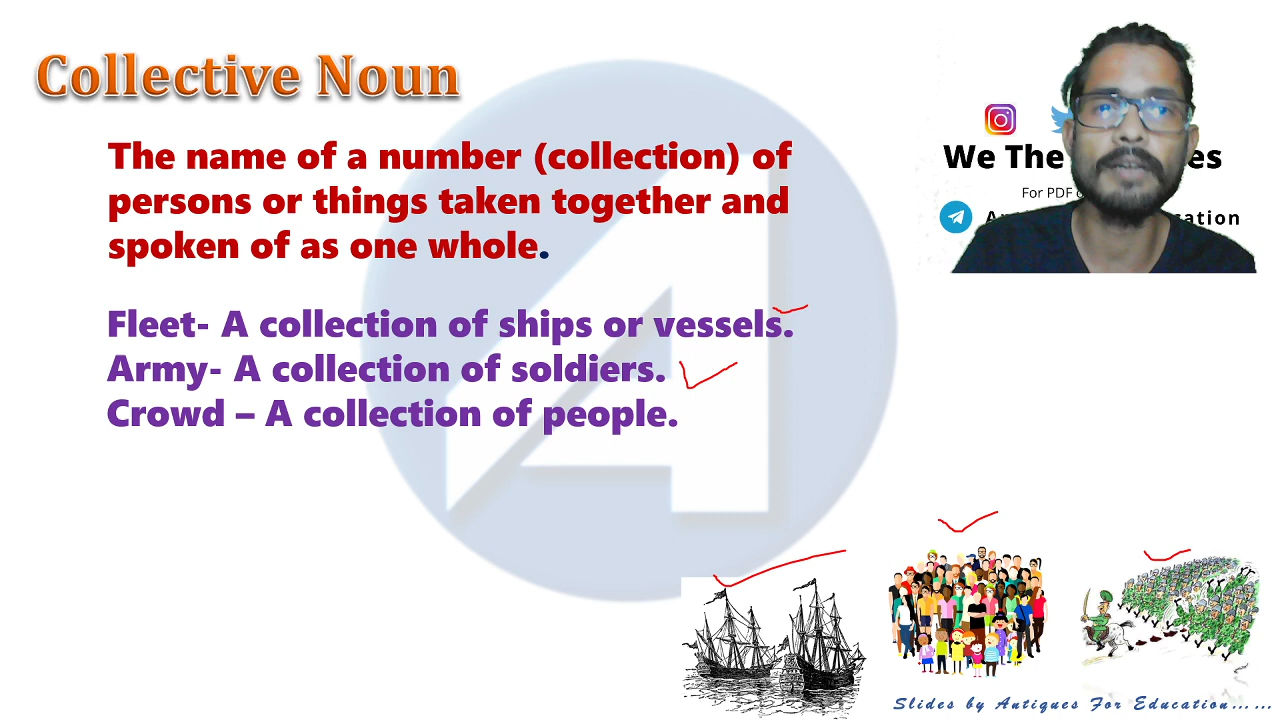 Collective Noun
The name of a number (collection) of
persons or things taken together and
spoken of as one whole.
Fleet- A collection of ships or vessels.
Army- A collection of soldiers.
Crowd – A collection of people.
We The
For PDF
Slides by Antiques For Education……